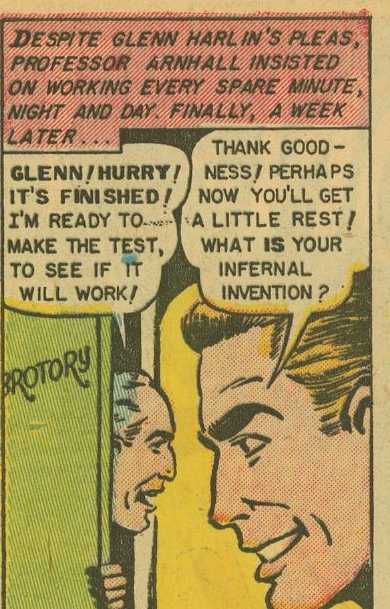 DESPITE GLENN HARLIN'S PLEAS,
PROFESSOR ARNHALL INSISTED
ON WORKING EVERY SPARE MINUTE,
NIGHT AND DAY. FINALLY, A WEEK
LATER...
GLENN! HURRY!
IT'S FINISHED!
I'M READY TO
MAKE THE TEST,
TO SEE IF IT
WILL WORK!
THANK GOOD-
NESS! PERHAPS
NOW YOU'LL GET
A LITTLE REST!
WHAT IS YOUR
INFERNAL
INVENTION?
BROTORY